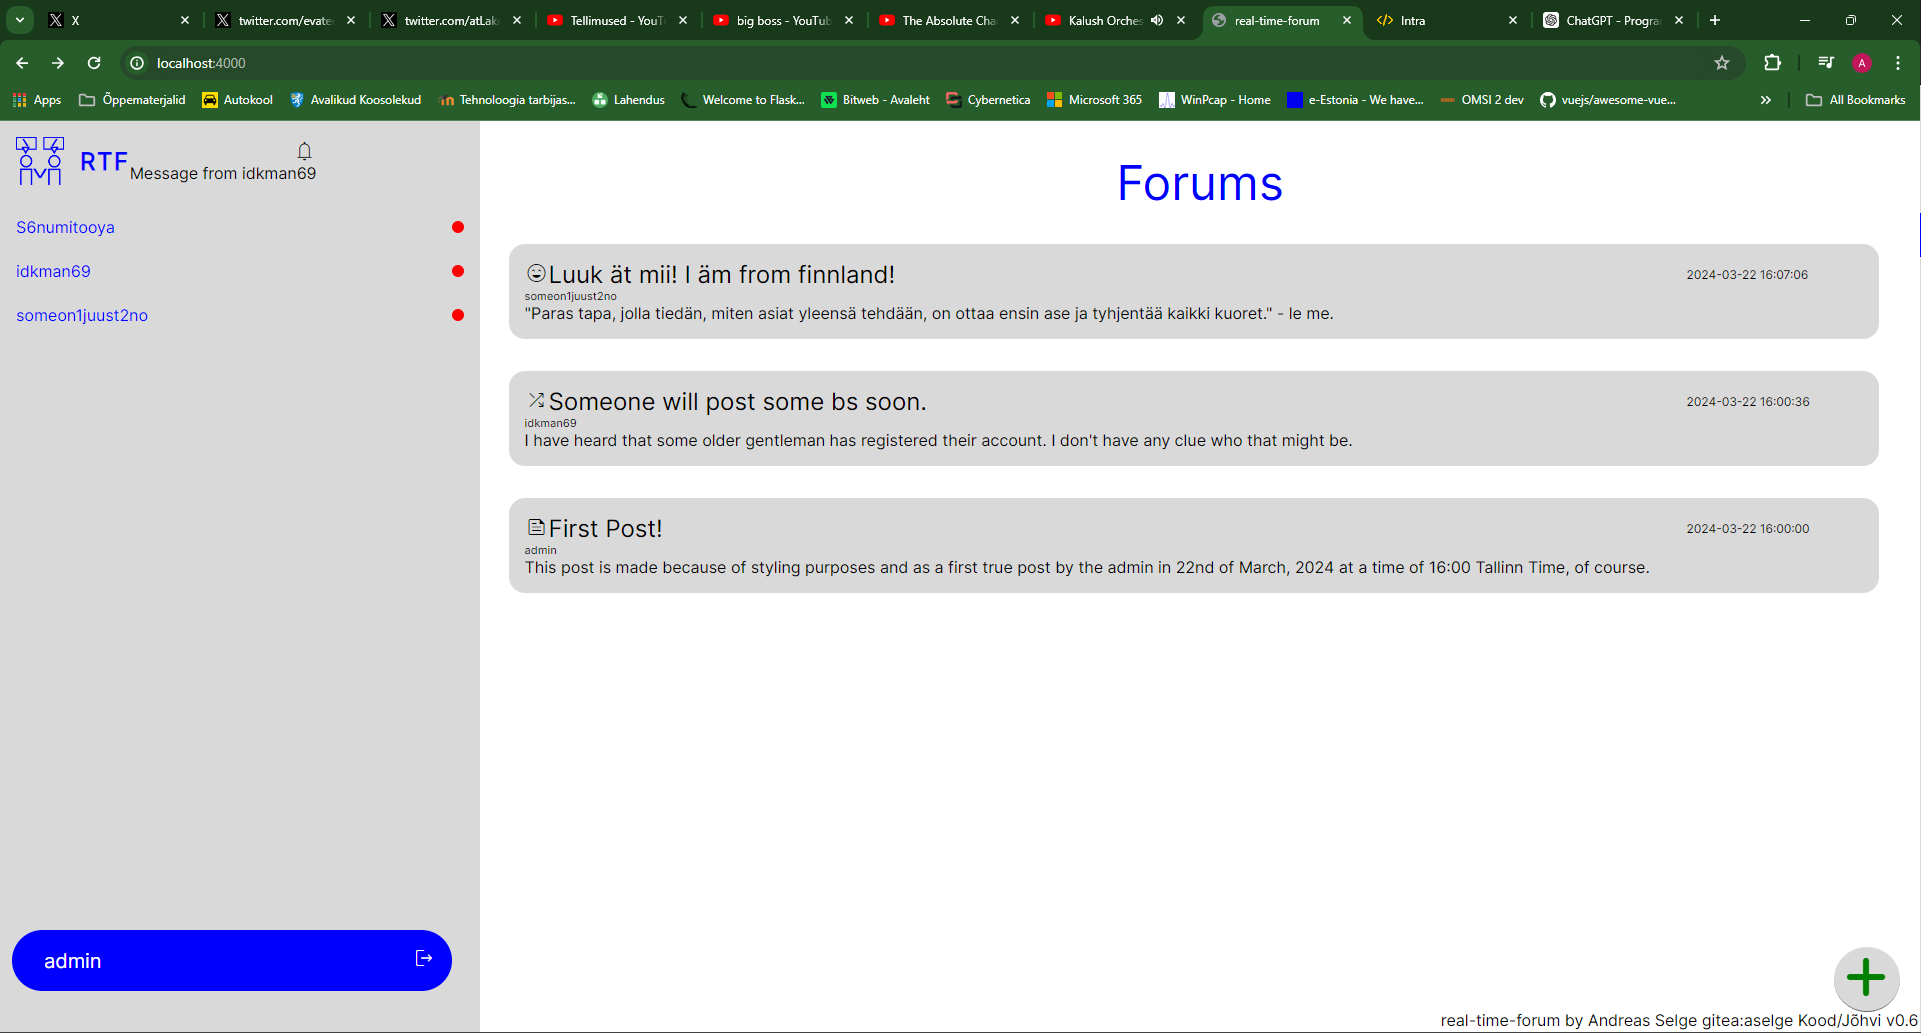 X
twitter.com/evate
twitter.com/atLak
Tellimused - YouT
big boss - YouTub
The Absolute Cha
Kalush Orches
real-time-forum
Intra
ChatGPT - Progra
localhost:4000
A
Apps
Õppematerjalid
Autokool
Avalikud Koosolekud
Tehnoloogia tarbijas...
Lahendus
Welcome to Flask...
Bitweb - Avaleht
Cybernetica
Microsoft 365
WinPcap - Home
e-Estonia - We have...
OMSI 2 dev
vuejs/awesome-vue...
All Bookmarks
RTF
Message from idkman69
S6numitooya
idkman69
someon1juust2no
admin
Forums
Luuk ät mii! I äm from finnland!
2024-03-22 16:07:06
someon1juust2no
"Paras tapa, jolla tiedän, miten asiat yleensä tehdään, on ottaa ensin ase ja tyhjentää kaikki kuoret." - le me.
Someone will post some bs soon.
2024-03-22 16:00:36
idkman69
I have heard that some older gentleman has registered their account. I don't have any clue who that might be.
First Post!
2024-03-22 16:00:00
admin
This post is made because of styling purposes and as a first true post by the admin in 22nd of March, 2024 at a time of 16:00 Tallinn Time, of course.
real-time-forum by Andreas Selge gitea:aselge Kood/Jõhvi v0.6